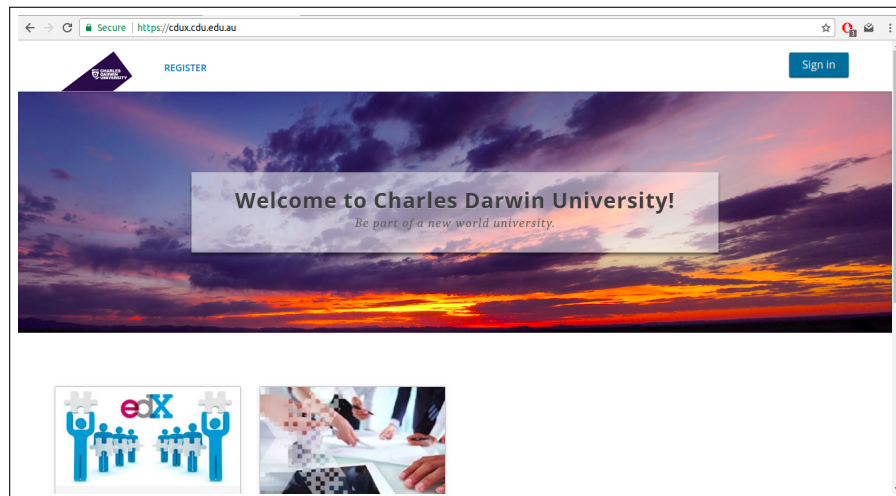 Secure | https://cdux.cdu.edu.au
3
CHARLES
DARWIN
UNIVERSITY
REGISTER
Sign in
Welcome to Charles Darwin University!
Be part of a new world university.
edX